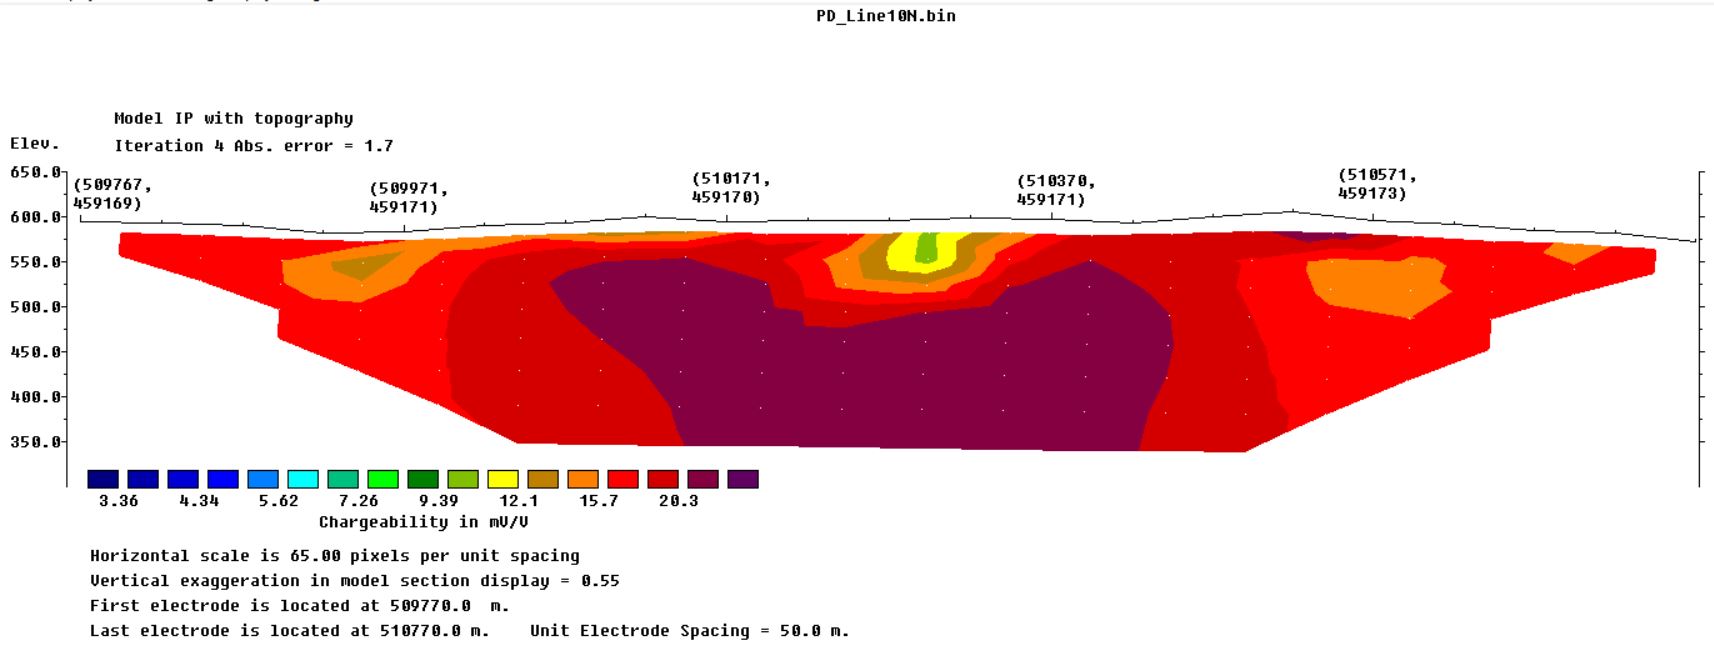 PD_Line10N.bin
Model IP with topography
Elev.
Iteration 4 Abs. error = 1.7
650.0
(509767,
459169)
(509971,
459171)
(510171,
459170)
(510370,
459171)
(510571,
459173)
600.0
550.0
500.0
450.0
400.0
350.0
3.36 4.34 5.62 7.26 9.39 12.1 15.7 20.3
Chargeability in mV/V
Horizontal scale is 65.00 pixels per unit spacing
Vertical exaggeration in model section display = 0.55
First electrode is located at 509770.0 m.
Last electrode is located at 510770.0 m. Unit Electrode Spacing = 50.0 m.